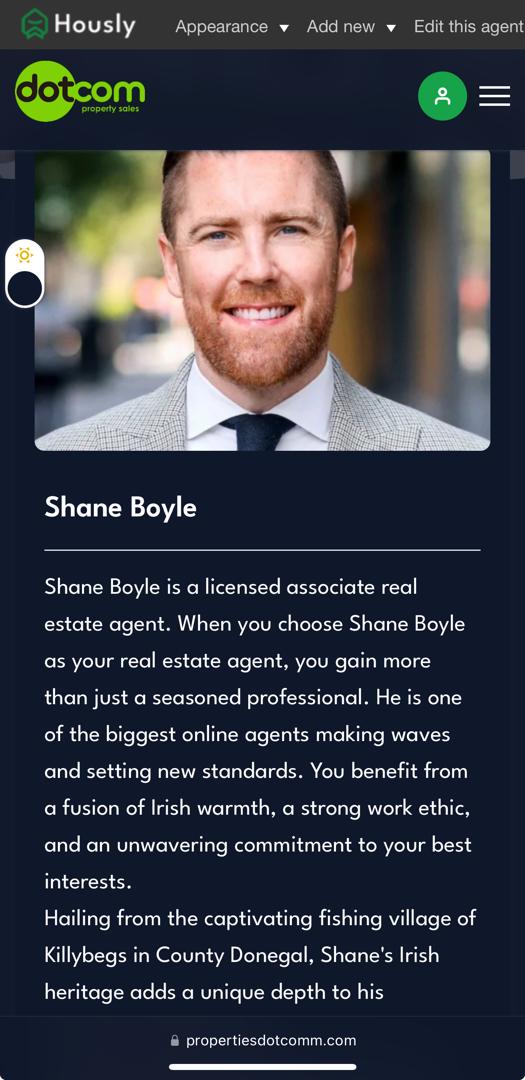 Hously Appearance Add new Edit this agent
dotcom
property sales
Shane Boyle
Shane Boyle is a licensed associate real
estate agent. When you choose Shane Boyle
as your real estate agent, you gain more
than just a seasoned professional. He is one
of the biggest online agents making waves
and setting new standards. You benefit from
a fusion of Irish warmth, a strong work ethic,
and an unwavering commitment to your best
interests.
Hailing from the captivating fishing village of
Killybegs in County Donegal, Shane's Irish
heritage adds a unique depth to his
propertiesdotcomm.com